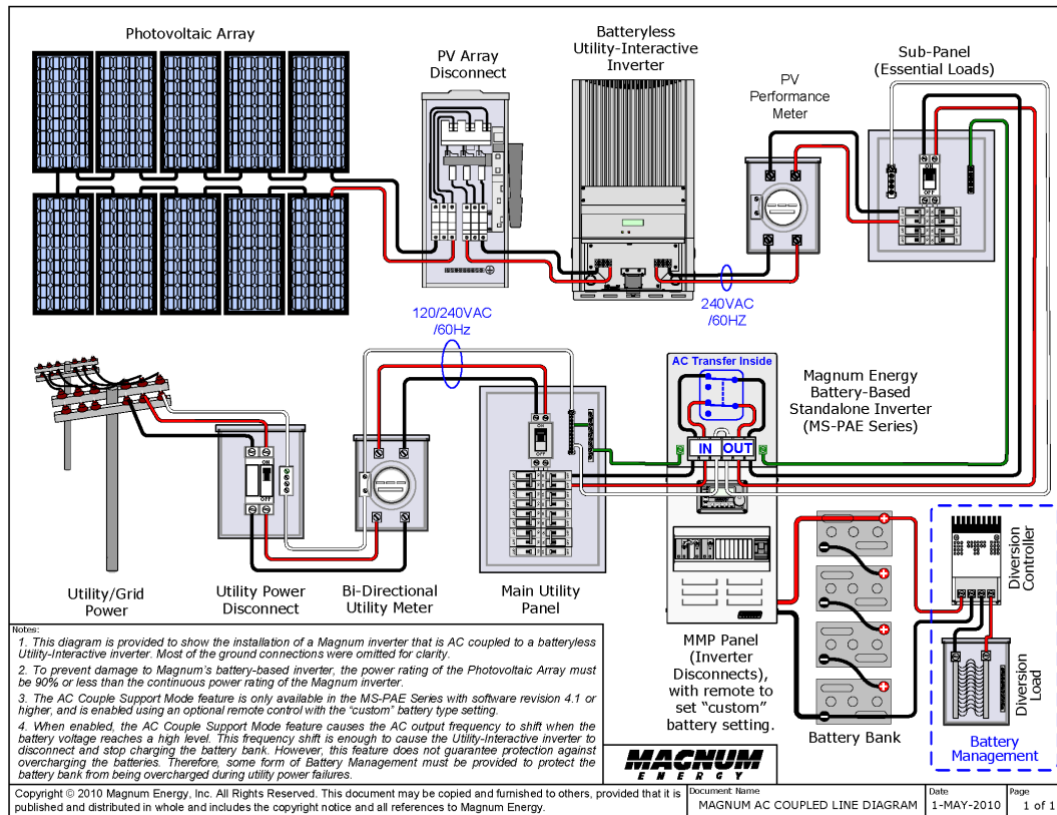 Photovoltaic Array
PV Array
Disconnect
Batteryless
Utility-Interactive
Inverter
PV
Performance
Meter
Sub-Panel
(Essential Loads)
ON
OFF
240VAC
/60HZ
120/240VAC
/60Hz
AC Transfer Inside
IN
OUT
Magnum Energy
Battery-Based
Standalone Inverter
(MS-PAE Series)
ON
OFF
ON
OFF
Utility/Grid
Power
Utility Power
Disconnect
Bi-Directional
Utility Meter
Main Utility
Panel
MMP Panel
(Inverter
Disconnects),
with remote to
set “custom”
battery setting.
Battery Bank
Diversion
Controller
Diversion
Load
Battery
Management
Notes:
1. This diagram is provided to show the installation of a Magnum inverter that is AC coupled to a batteryless
Utility-Interactive inverter. Most of the ground connections were omitted for clarity.
2. To prevent damage to Magnum’s battery-based inverter, the power rating of the Photovoltaic Array must
be 90% or less than the continuous power rating of the Magnum inverter.
3. The AC Couple Support Mode feature is only available in the MS-PAE Series with software revision 4.1 or
higher, and is enabled using an optional remote control with the “custom” battery type setting.
4. When enabled, the AC Couple Support Mode feature causes the AC output frequency to shift when the
battery voltage reaches a high level. This frequency shift is enough to cause the Utility-Interactive inverter to
disconnect and stop charging the battery bank. However, this feature does not guarantee protection against
overcharging the batteries. Therefore, some form of Battery Management must be provided to protect the
battery bank from being overcharged during utility power failures.
MAGNUM
ENERGY
Copyright © 2010 Magnum Energy, Inc. All Rights Reserved. This document may be copied and furnished to others, provided that it is
published and distributed in whole and includes the copyright notice and all references to Magnum Energy.
Document Name
MAGNUM AC COUPLED LINE DIAGRAM
Date
1-MAY-2010
Page
1 of 1